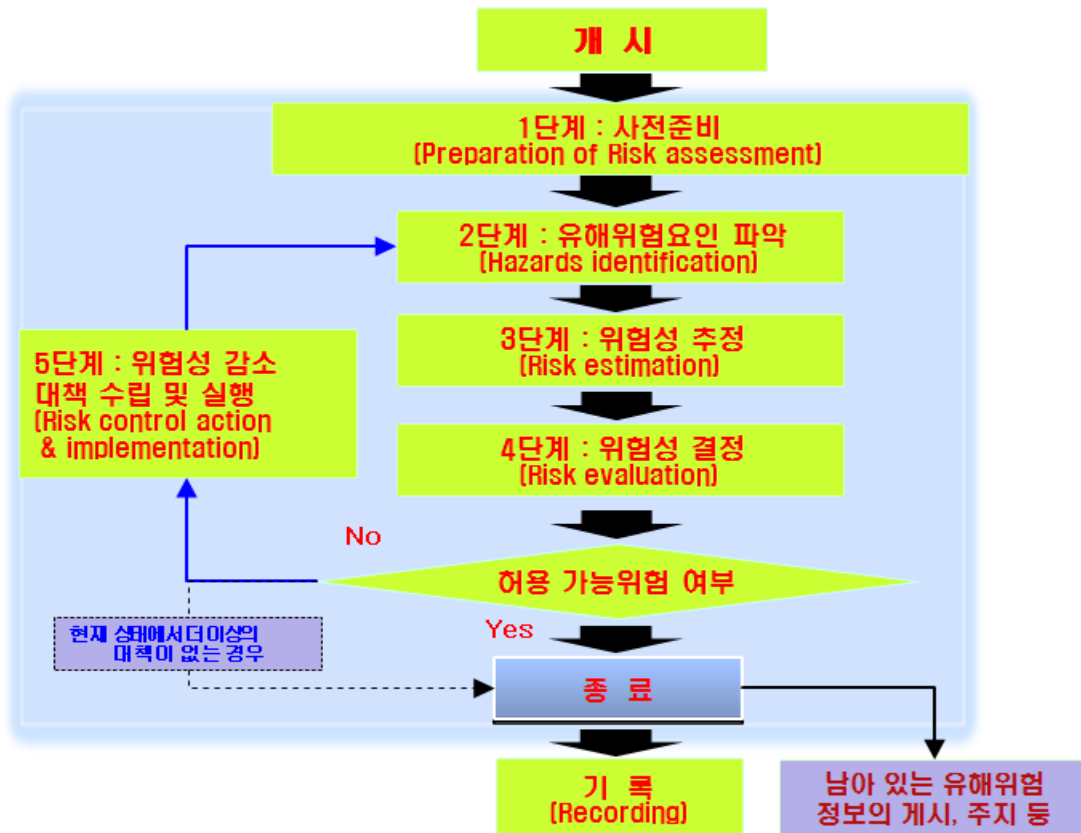 개 시
1단계 : 사전준비
(Preparation of Risk assessment)
2단계 : 유해위험요인 파악
(Hazards identification)
3단계 : 위험성 추정
(Risk estimation)
5단계 : 위험성 감소
대책 수립 및 실행
(Risk control action
& implementation)
4단계 : 위험성 결정
(Risk evaluation)
No
허용 가능위험 여부
Yes
현재 상태에서 더 이상의
대책이 없는 경우
종 료
기 록
(Recording)
남아 있는 유해위험
정보의 게시, 주지 등